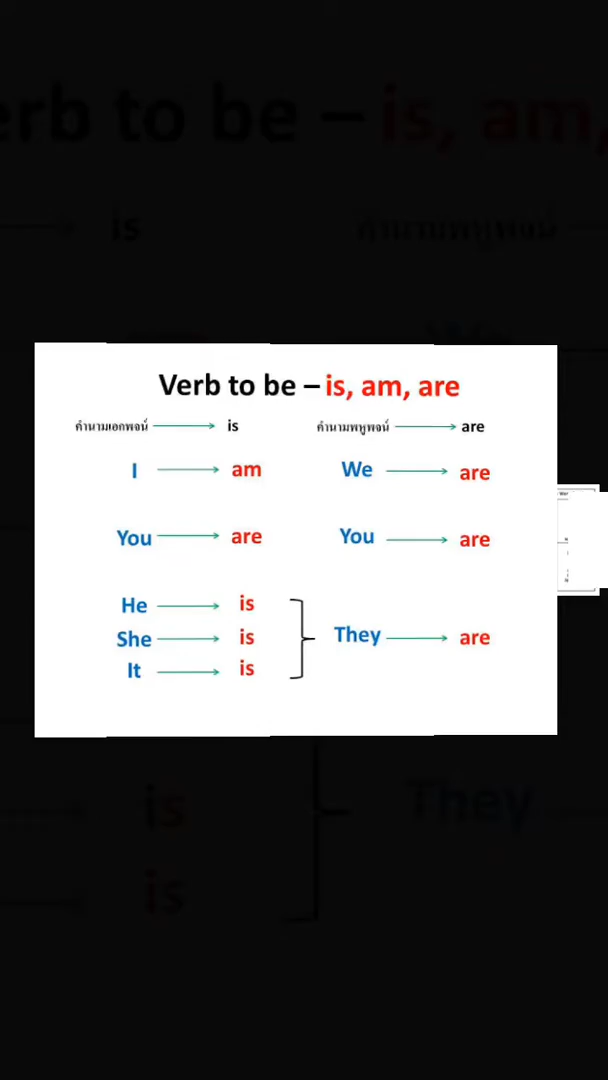 Verb to be – is, am, are
คำนามเอกพจน์ is คำนามพหูพจน์ are
I am We are
You are You are
He is
She is They are
It is